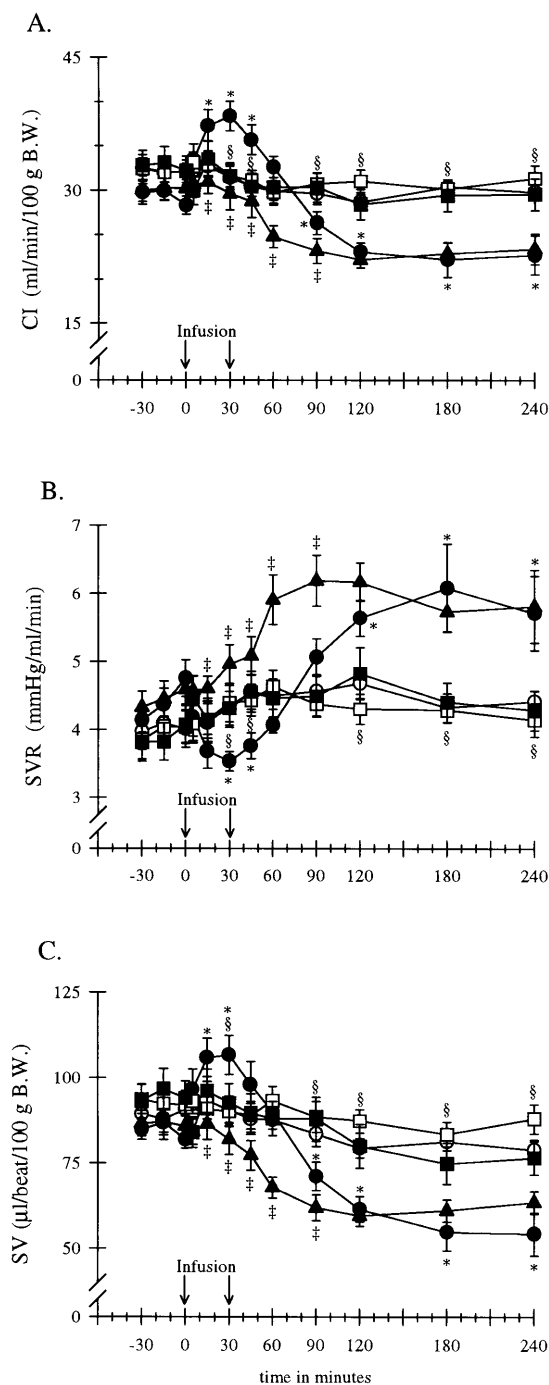 A.
45
* * *
§ § § § § §
30
* *
‡ ‡ ‡ ‡ ‡
* *
CI (ml/min/100 g B.W.)
15
Infusion
0
-30 0 30 60 90 120 180 240
B.
7
‡ ‡ * *
6
‡ ‡ ‡
*
5
SVR (mmHg/ml/min)
4
§ § § § §
* *
3
Infusion
0
-30 0 30 60 90 120 180 240
C.
125
* *
§
100
§ § § §
SV (µl/beat/100 g B.W.)
75
‡ ‡ ‡ ‡ * *
‡
50
* *
Infusion
0
-30 0 30 60 90 120 180 240
time in minutes